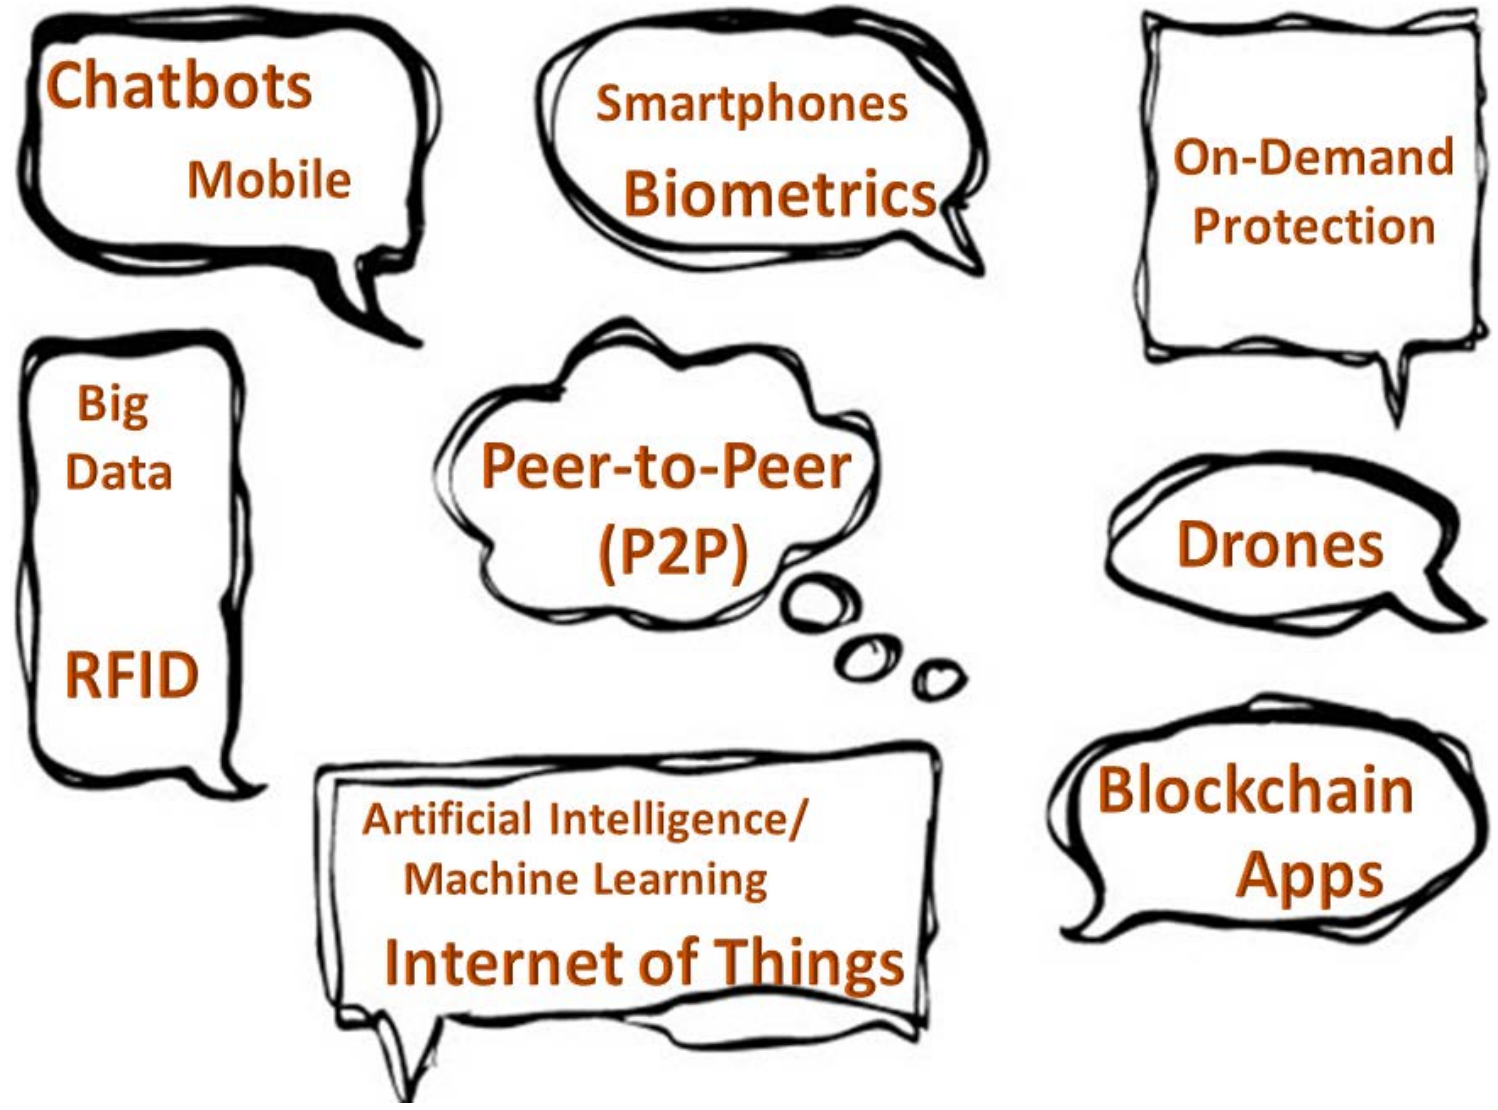 Chatbots
Mobile
Smartphones
Biometrics
On-Demand
Protection
Big
Data
RFID
Peer-to-Peer
(P2P)
Drones
Artificial Intelligence/
Machine Learning
Internet of Things
Blockchain
Apps